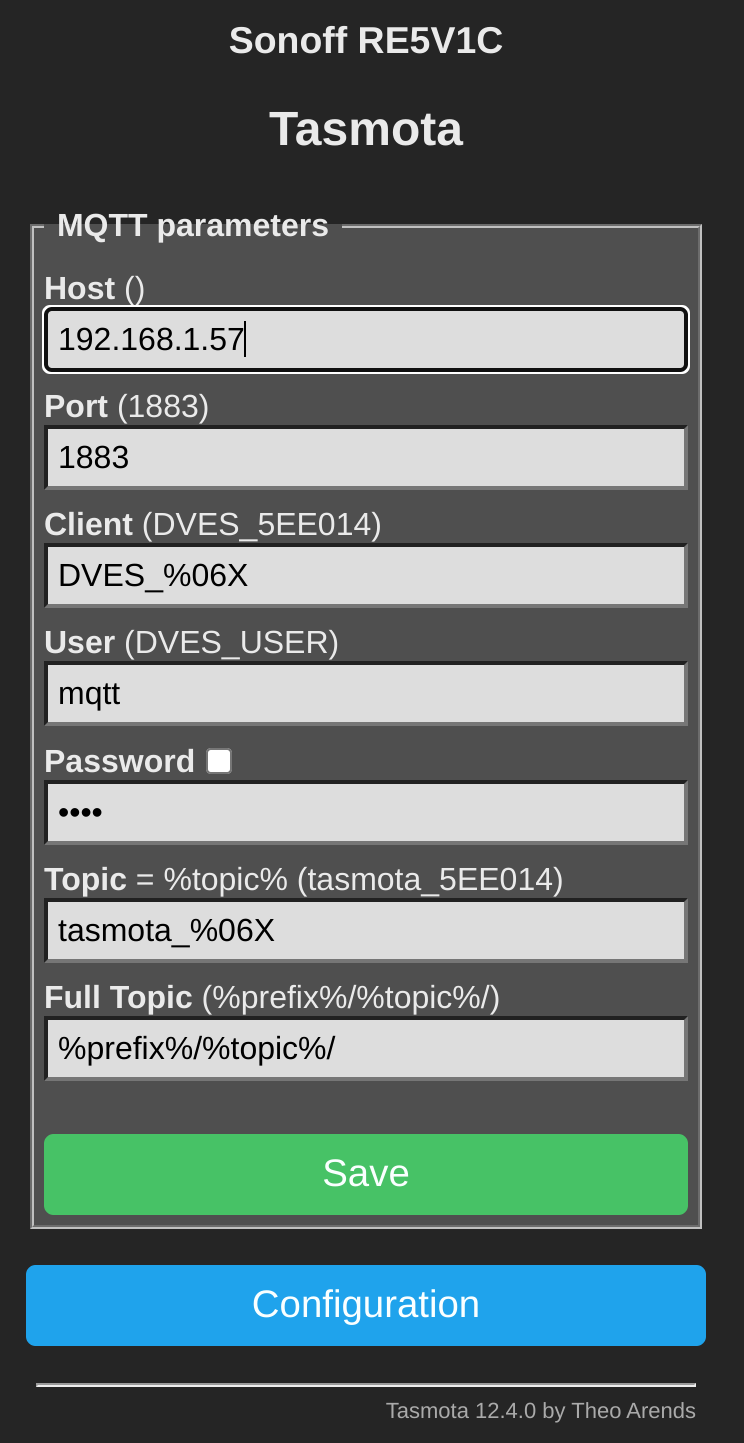 Sonoff RE5V1C
Tasmota
MQTT parameters
Host ()
192.168.1.57
Port (1883)
1883
Client (DVES_5EE014)
DVES_%06X
User (DVES_USER)
mqtt
Password
••••
Topic = %topic% (tasmota_5EE014)
tasmota_%06X
Full Topic (%prefix%/%topic%/)
%prefix%/%topic%/
Save
Configuration
Tasmota 12.4.0 by Theo Arends